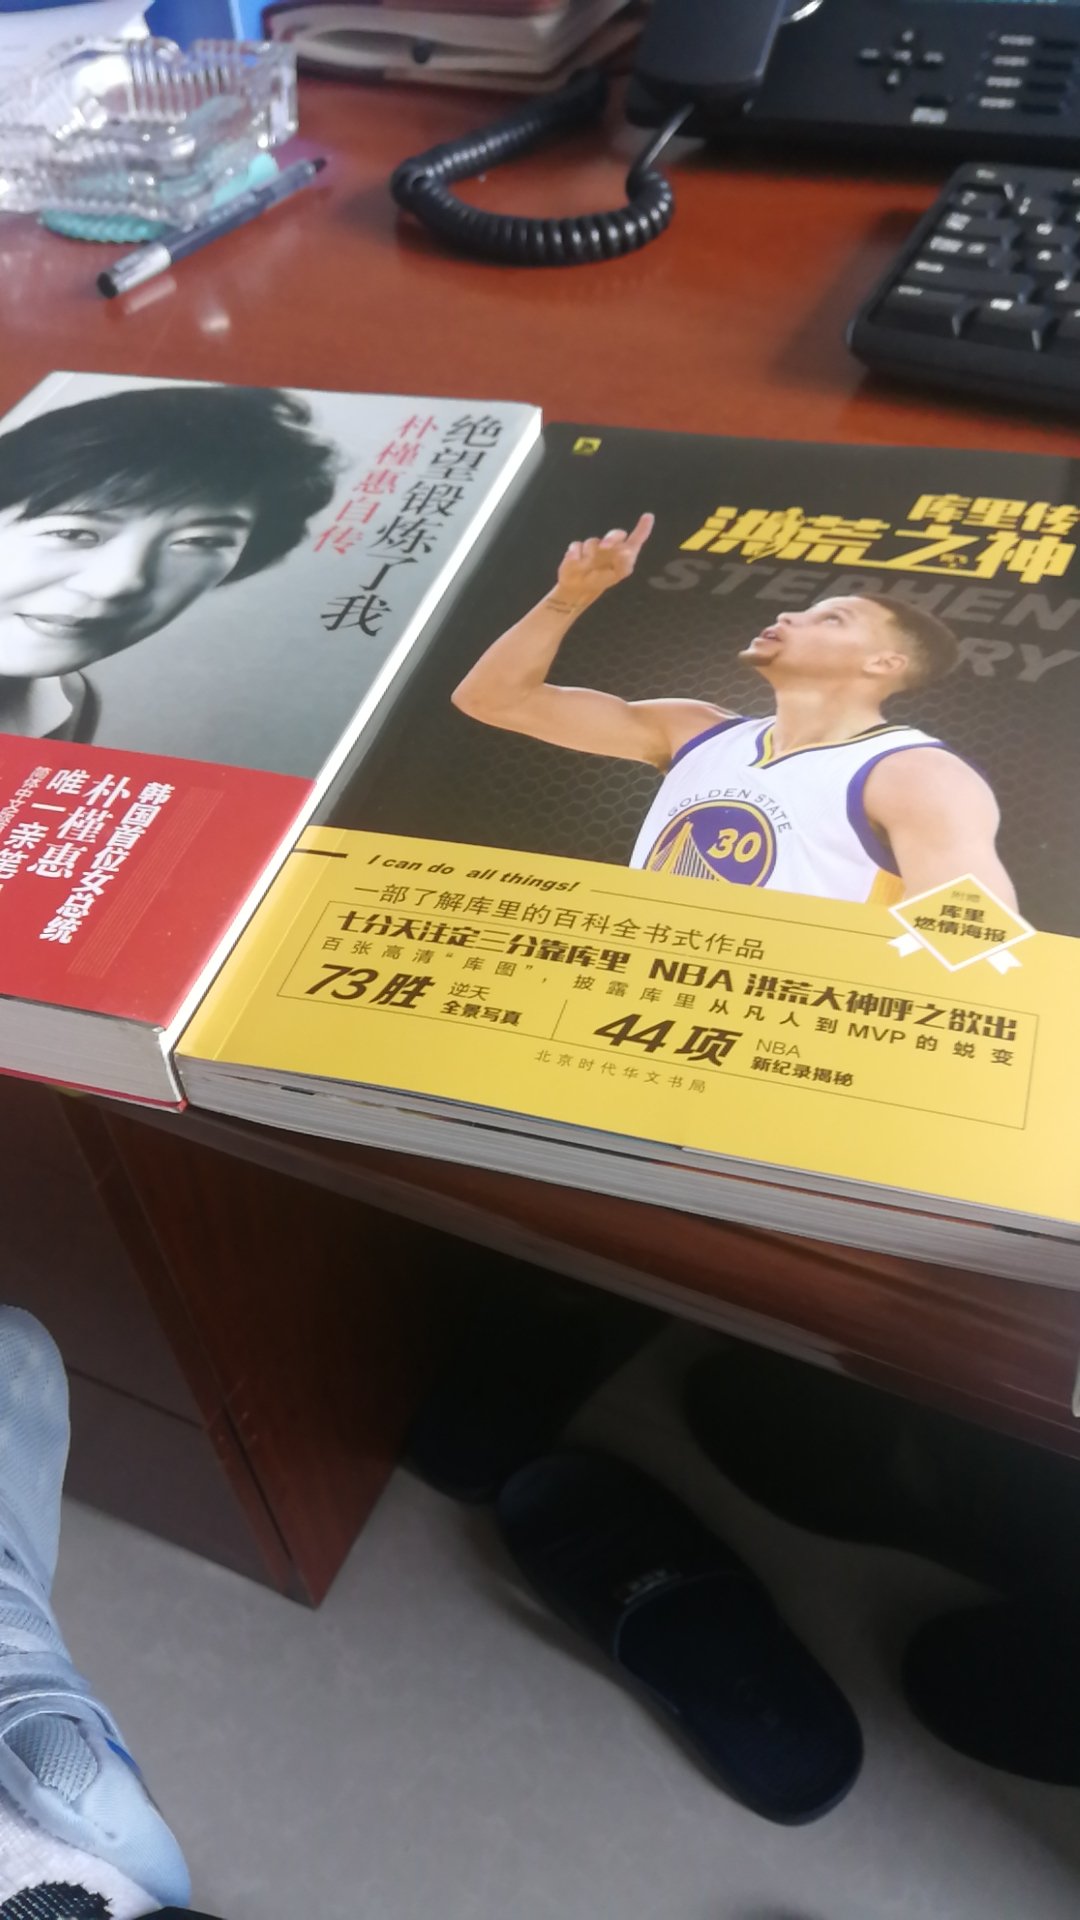 绝望锻炼了我
朴槿惠自传
韩国首位女总统
朴槿惠
唯一亲笔
库里传
洪荒之神
STEPHEN
RY
GOLDEN STATE
30
I can do all things!
一部了解库里的百科全书式作品
七分天注定三分靠库里 NBA洪荒大神呼之欲出
百张高清“库图”，披露库里从凡人到MVP的蜕变
73胜 逆天
全景写真
44项 NBA
新纪录揭秘
附赠
库里
燃情海报
北京时代华文书局